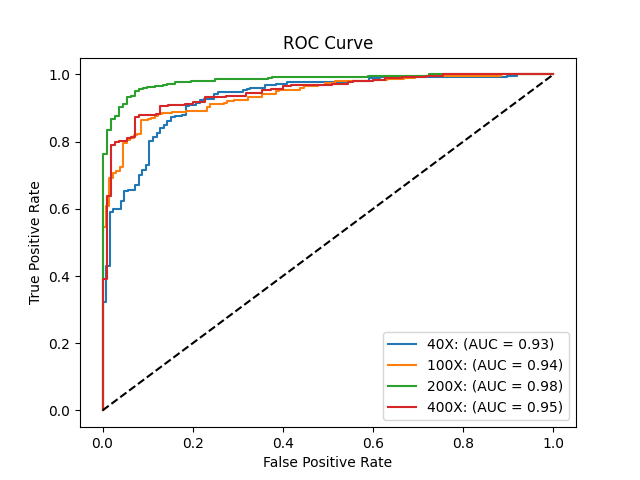 ROC Curve
True Positive Rate
1.0
0.8
0.6
0.4
0.2
0.0
0.0 0.2 0.4 0.6 0.8 1.0
False Positive Rate
40X: (AUC = 0.93)
100X: (AUC = 0.94)
200X: (AUC = 0.98)
400X: (AUC = 0.95)